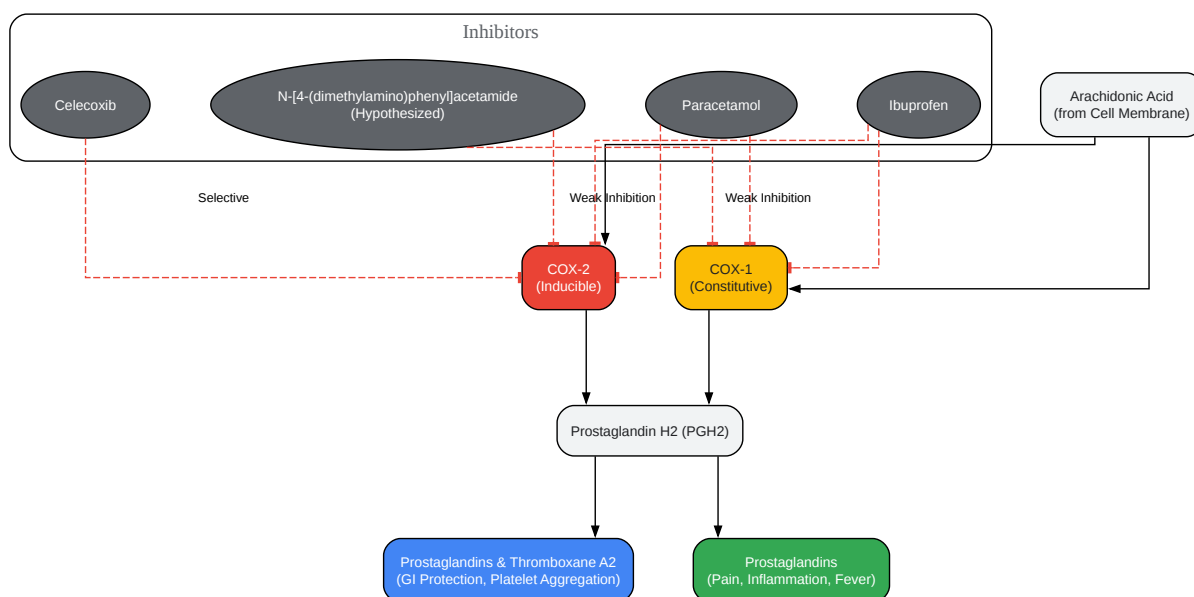 Inhibitors
Celecoxib
N-[4-(dimethylamino)phenyl]acetamide
(Hypothesized)
Paracetamol
Ibuprofen
Arachidonic Acid
(from Cell Membrane)
Selective
Weak Inhibition
Weak Inhibition
COX-2
(Inducible)
COX-1
(Constitutive)
Prostaglandin H2 (PGH2)
Prostaglandins & Thromboxane A2
(GI Protection, Platelet Aggregation)
Prostaglandins
(Pain, Inflammation, Fever)